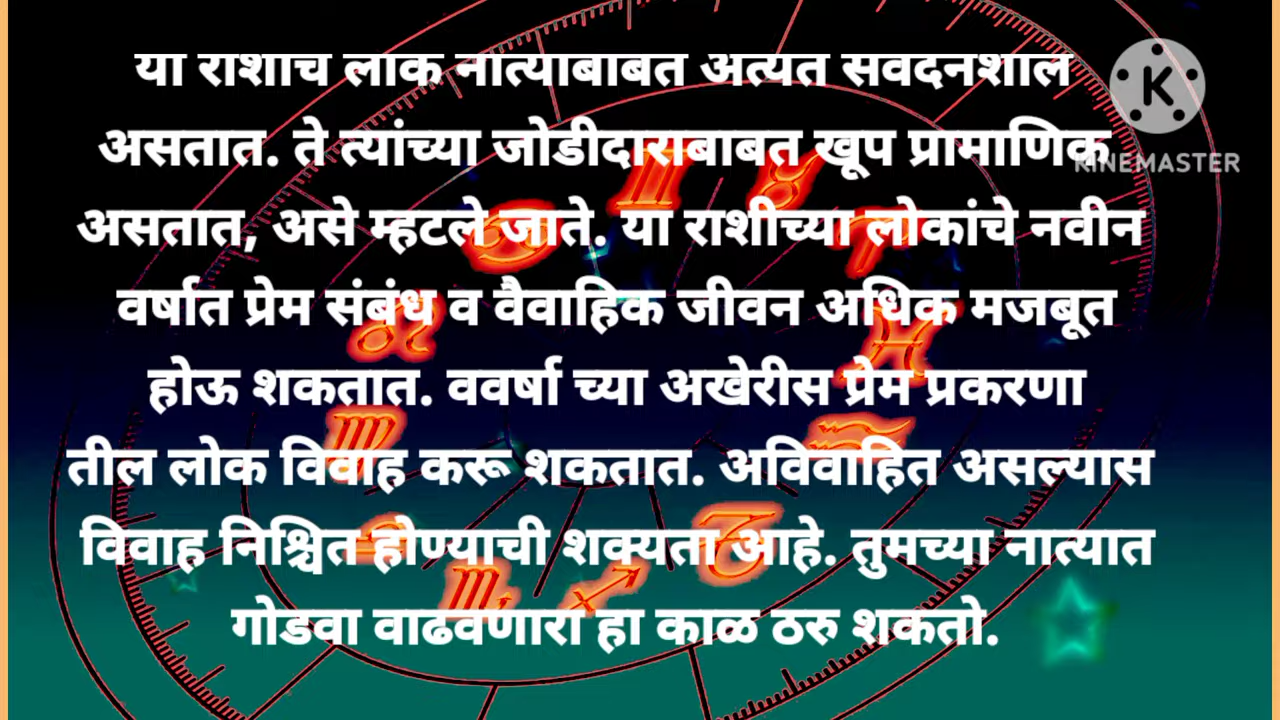 या राशीचे लोक नात्याबाबत अत्यंत संवेदनशील
असतात. ते त्यांच्या जोडीदाराबाबत खूप प्रामाणिक
असतात, असे म्हटले जाते. या राशीच्या लोकांचे नवीन
वर्षात प्रेम संबंध व वैवाहिक जीवन अधिक मजबूत
होऊ शकतात. ववर्षा च्या अखेरीस प्रेम प्रकरणा
तील लोक विवाह करू शकतात. अविवाहित असल्यास
विवाह निश्चित होण्याची शक्यता आहे. तुमच्या नात्यात
गोडवा वाढवणारा हा काळ ठरु शकतो.
K
KINEMASTER